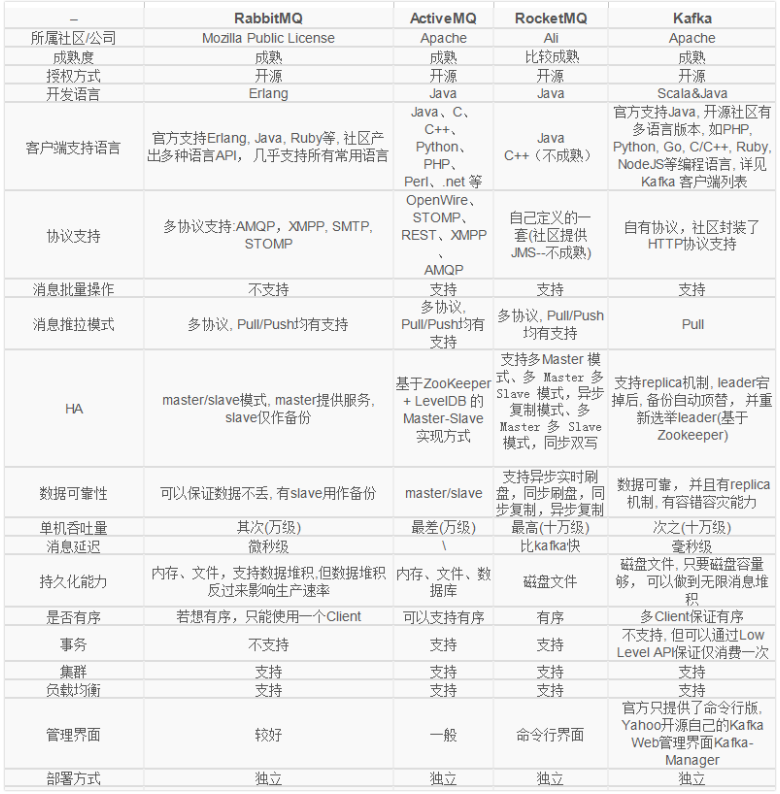 – RabbitMQ ActiveMQ RocketMQ Kafka
所属社区/公司 Mozilla Public License Apache Ali Apache
成熟度 成熟 成熟 比较成熟 成熟
授权方式 开源 开源 开源 开源
开发语言 Erlang Java Java Scala&Java
客户端支持语言
官方支持Erlang, Java, Ruby等, 社区产
出多种语言API， 几乎支持所有常用语言
Java、C、
C++、
Python、
PHP、
Perl、.net 等
Java
C++（不成熟）
官方支持Java, 开源社区有
多语言版本, 如PHP,
Python, Go, C/C++, Ruby,
NodeJS等编程语言, 详见
Kafka 客户端列表
协议支持
多协议支持:AMQP，XMPP, SMTP,
STOMP
OpenWire、
STOMP、
REST、XMPP
、
AMQP
自己定义的一
套(社区提供
JMS--不成熟)
自有协议，社区封装了
HTTP协议支持
消息批量操作 不支持 支持 支持 支持
消息推拉模式
多协议, Pull/Push均有支持
多协议,
Pull/Push均有
支持
多协议, Pull/Push
均有支持
Pull
HA
master/slave模式, master提供服务,
slave仅作备份
基于ZooKeeper
+ LevelDB 的
Master-Slave
实现方式
支持多Master 模
式、多 Master 多
Slave 模式，异步
复制模式、多
Master 多 Slave
模式，同步双写
支持replica机制, leader宕
掉后, 备份自动顶替， 并重
新选举leader(基于
Zookeeper)
数据可靠性
可以保证数据不丢, 有slave用作备份
master/slave
支持异步实时刷
盘，同步刷盘，同
步复制，异步复制
数据可靠， 并且有replica
机制, 有容错容灾能力
单机吞吐量 其次(万级) 最差(万级) 最高(十万级) 次之(十万级)
消息延迟 微秒级 \ 比kafka快 毫秒级
持久化能力
内存、文件，支持数据堆积,但数据堆积
反过来影响生产速率
内存、文件、数
据库
磁盘文件
磁盘文件, 只要磁盘容量
够， 可以做到无限消息堆
积
是否有序 若想有序，只能使用一个Client 可以支持有序 有序 多Client保证有序
事务 不支持 支持 支持
不支持, 但可以通过Low
Level API保证仅消费一次
集群 支持 支持 支持 支持
负载均衡 支持 支持 支持 支持
管理界面 较好 一般 命令行界面
官方只提供了命令行版,
Yahoo开源自己的Kafka
Web管理界面Kafka-
Manager
部署方式 独立 独立 独立 独立